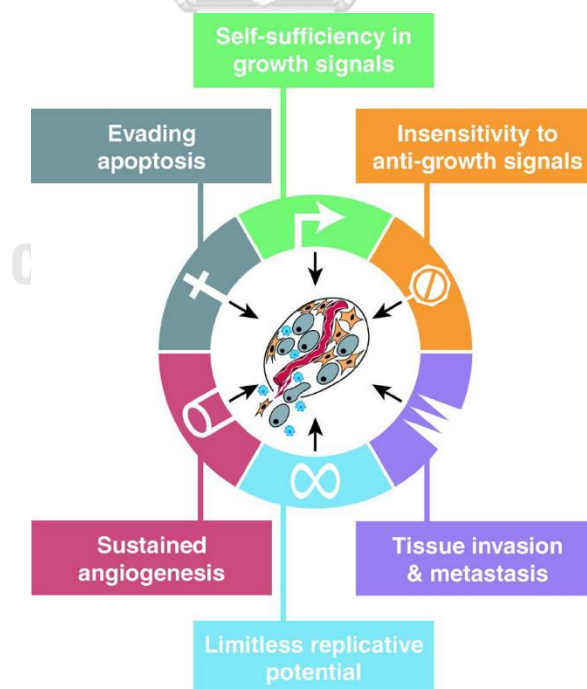 Self-sufficiency in
growth signals
Evading
apoptosis
Insensitivity to
anti-growth signals
Sustained
angiogenesis
Tissue invasion
& metastasis
Limitless replicative
potential